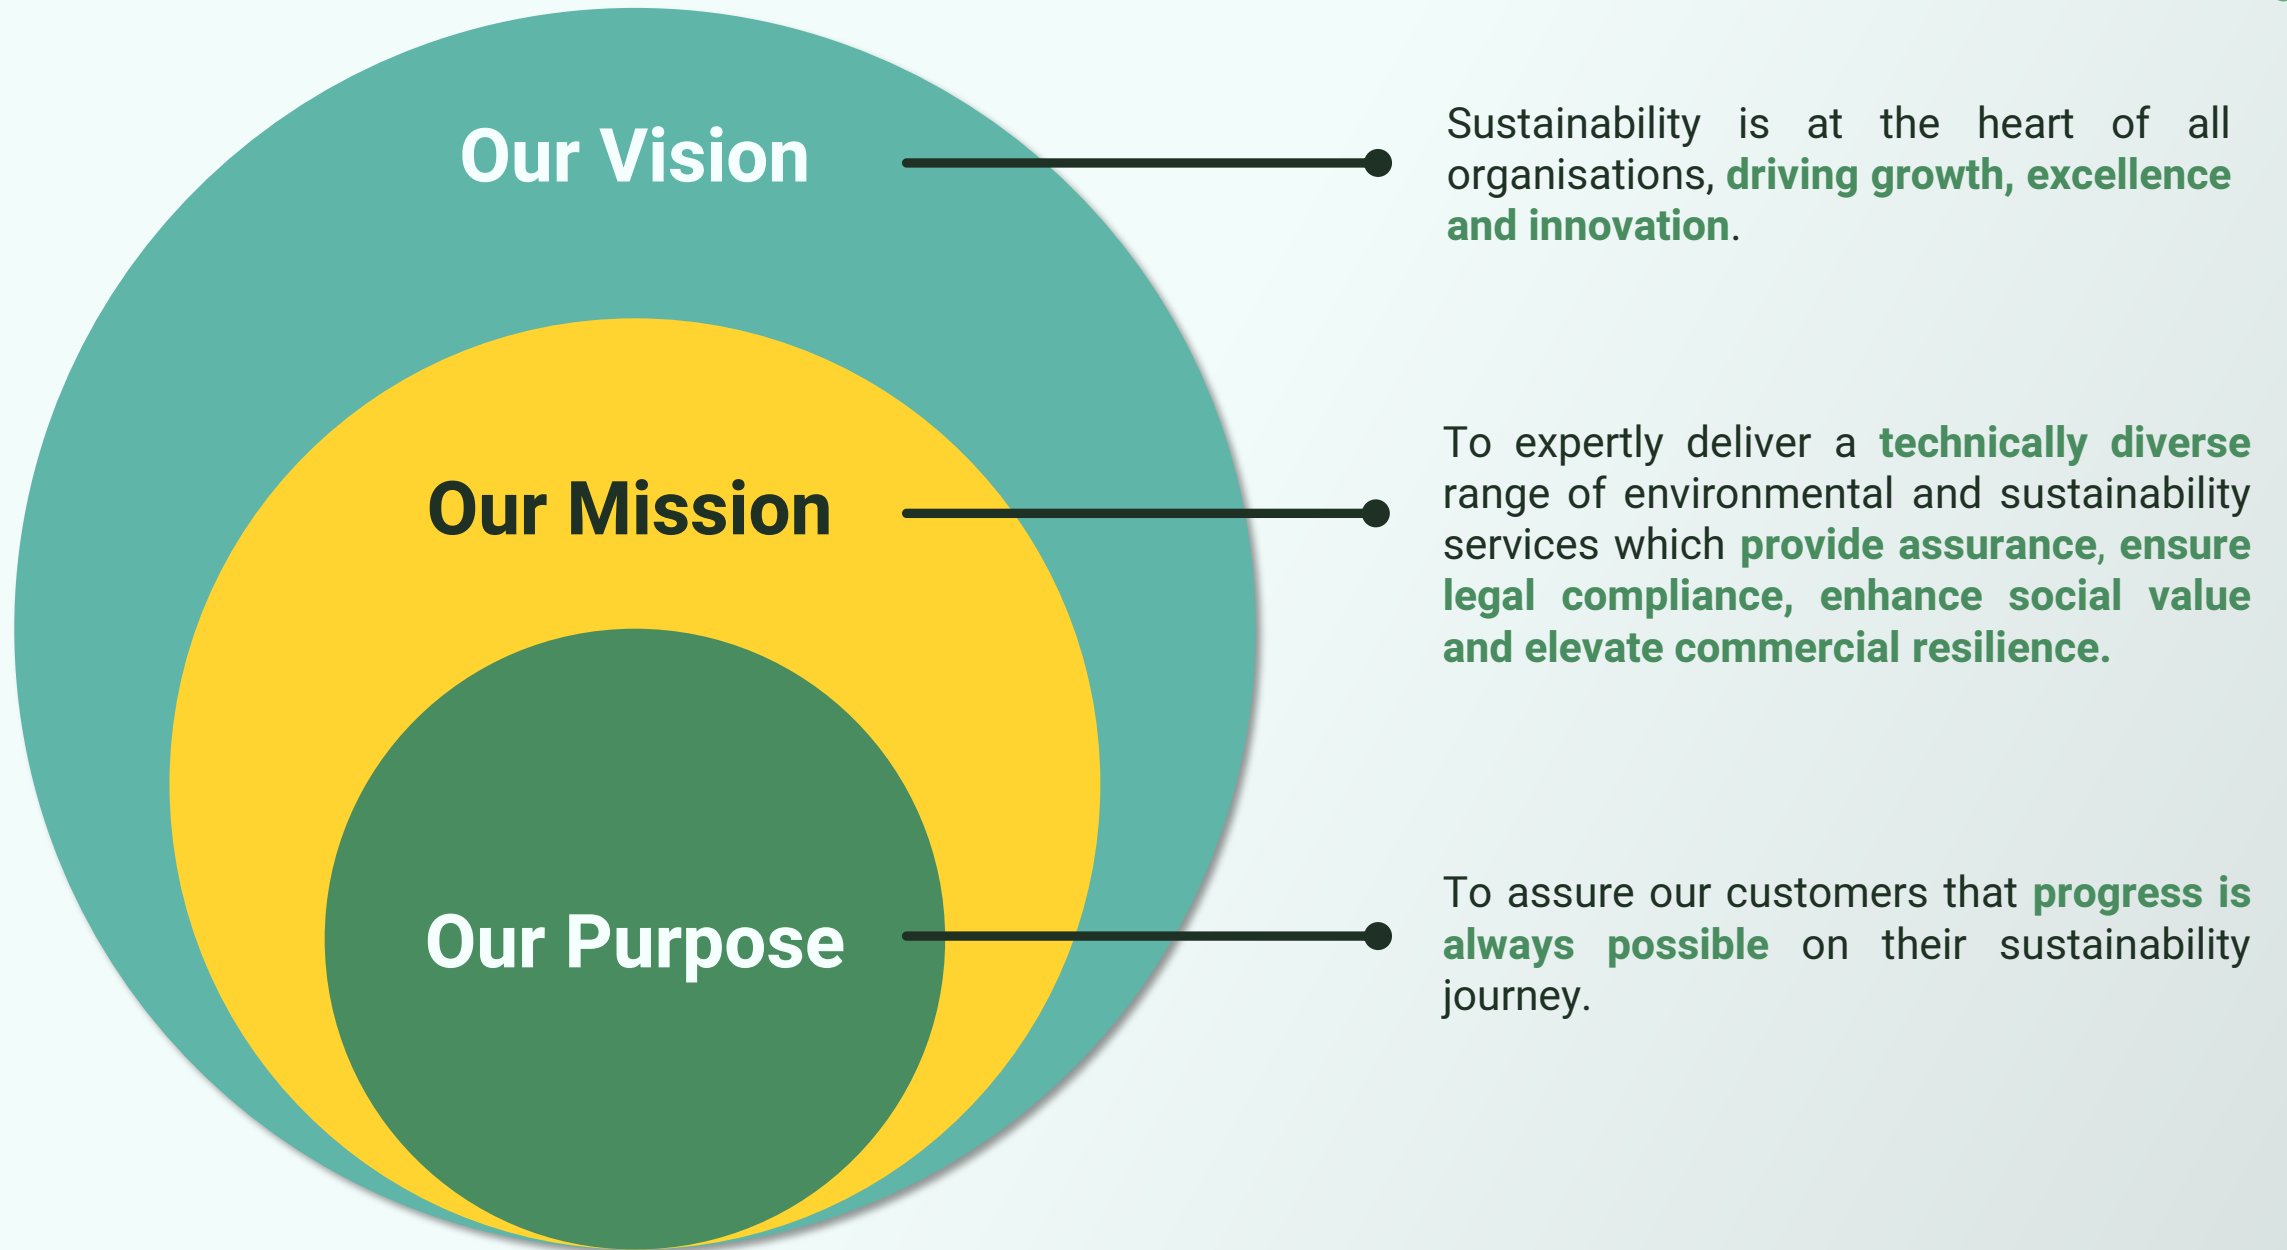 Our Vision
Sustainability is at the heart of all
organisations, driving growth, excellence
and innovation.
Our Mission
To expertly deliver a technically diverse
range of environmental and sustainability
services which provide assurance, ensure
legal compliance, enhance social value
and elevate commercial resilience.
Our Purpose
To assure our customers that progress is
always possible on their sustainability
journey.